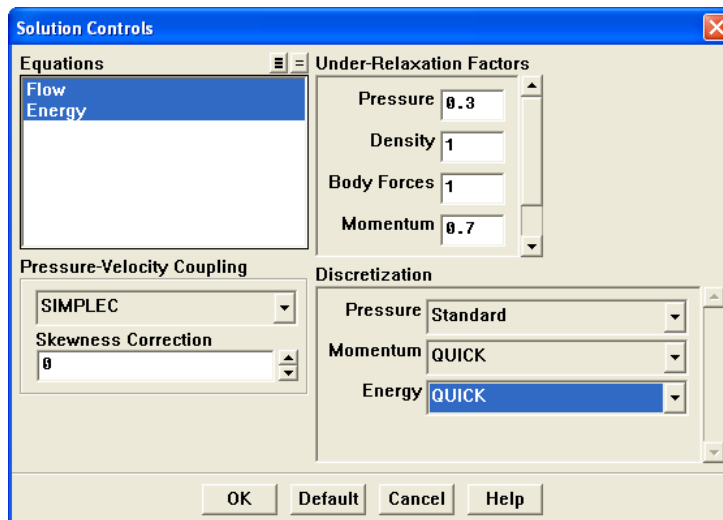 Solution Controls
Equations
Flow
Energy
Under-Relaxation Factors
Pressure 0.3
Density 1
Body Forces 1
Momentum 0.7
Pressure-Velocity Coupling
SIMPLEC
Skewness Correction
0
Discretization
Pressure Standard
Momentum QUICK
Energy QUICK
OK Default Cancel Help